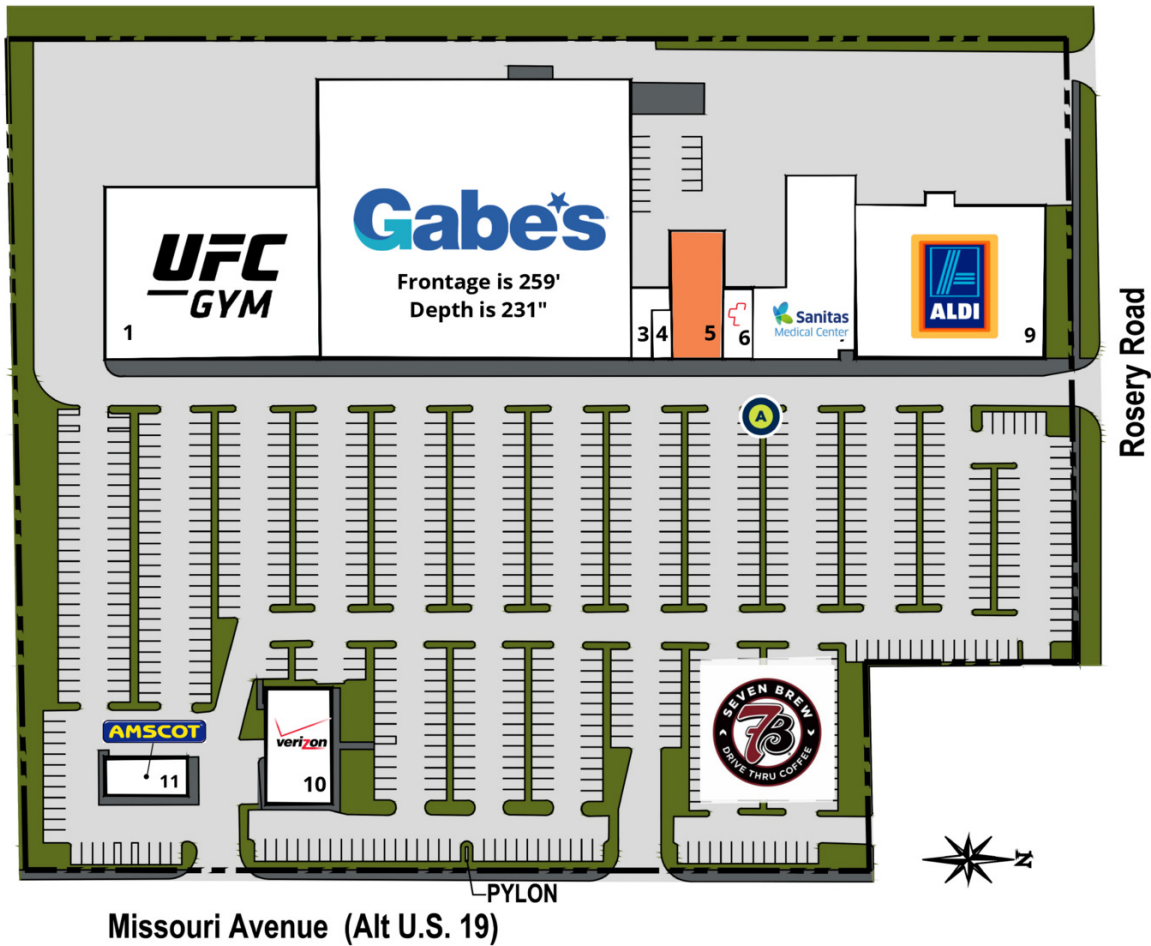 UFC
GYM
1
Gabe's
Frontage is 259'
Depth is 231"
3
4
5
6
Sanitas
Medical Center
ALDI
9
Rosery Road
A
AMSCOT
11
verizon
10
SEVEN BREW
7B
DRIVE THRU COFFEE
N
PYLON
Missouri Avenue (Alt U.S. 19)